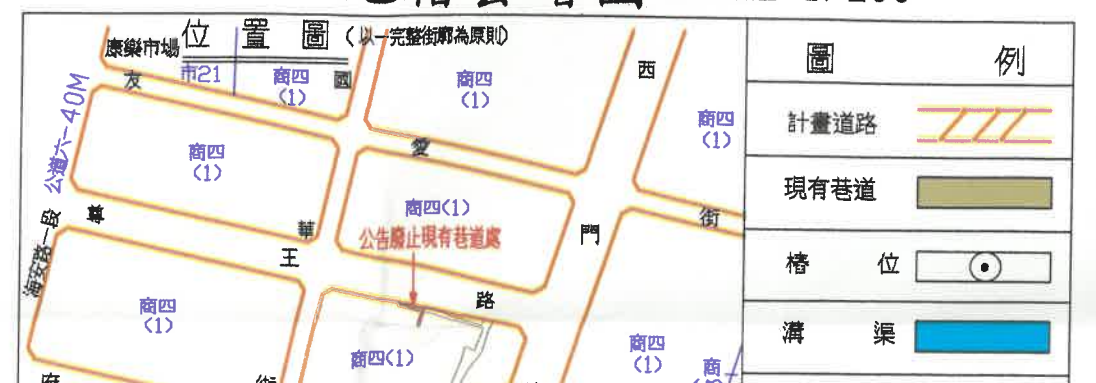 位置圖(以一完整街廓為原則)
康樂市場
市21
商四
(1)
商四
(1)
商四
(1)
商四
(1)
商四(1)
商四
(1)
商四(1)
商四
(1)
商
公道六-40M
海安路一段
友愛街
國華街
西門
尊王路
府
公告廢止現有巷道處
圖例
計畫道路
現有巷道
樁位
溝渠